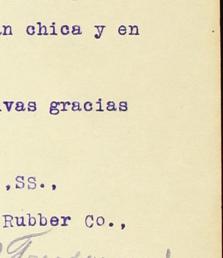 n chica y en
vas gracias
,SS.,
Rubber Co.,